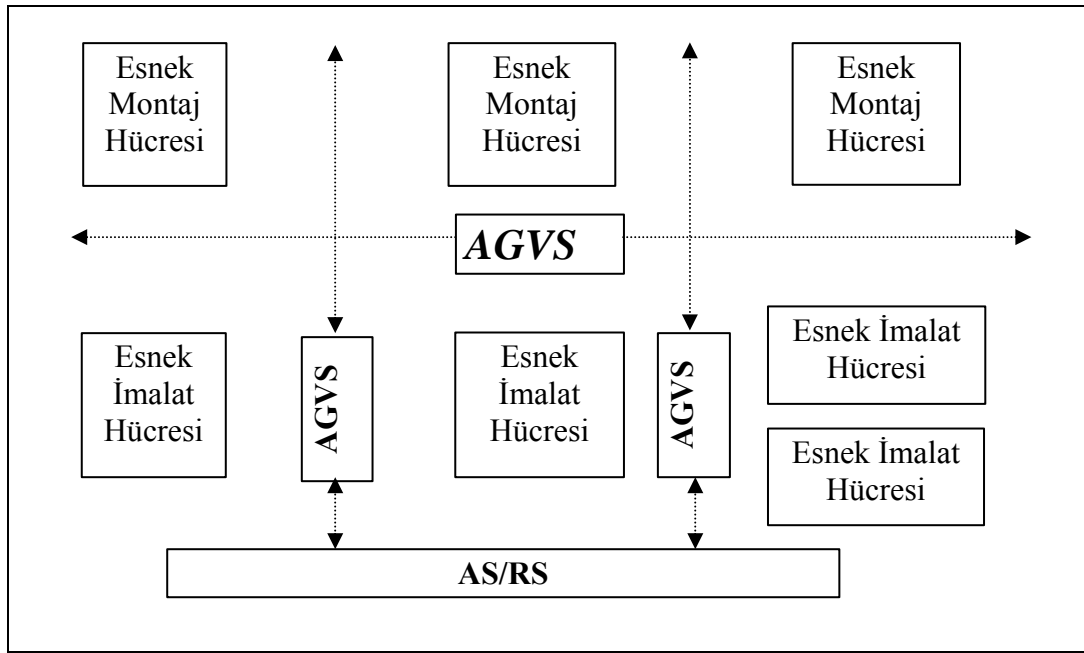 Esnek
Montaj
Hücresi
Esnek
Montaj
Hücresi
Esnek
Montaj
Hücresi
AGVS
Esnek
İmalat
Hücresi
AGVS
Esnek
İmalat
Hücresi
AGVS
Esnek İmalat
Hücresi
Esnek İmalat
Hücresi
AS/RS